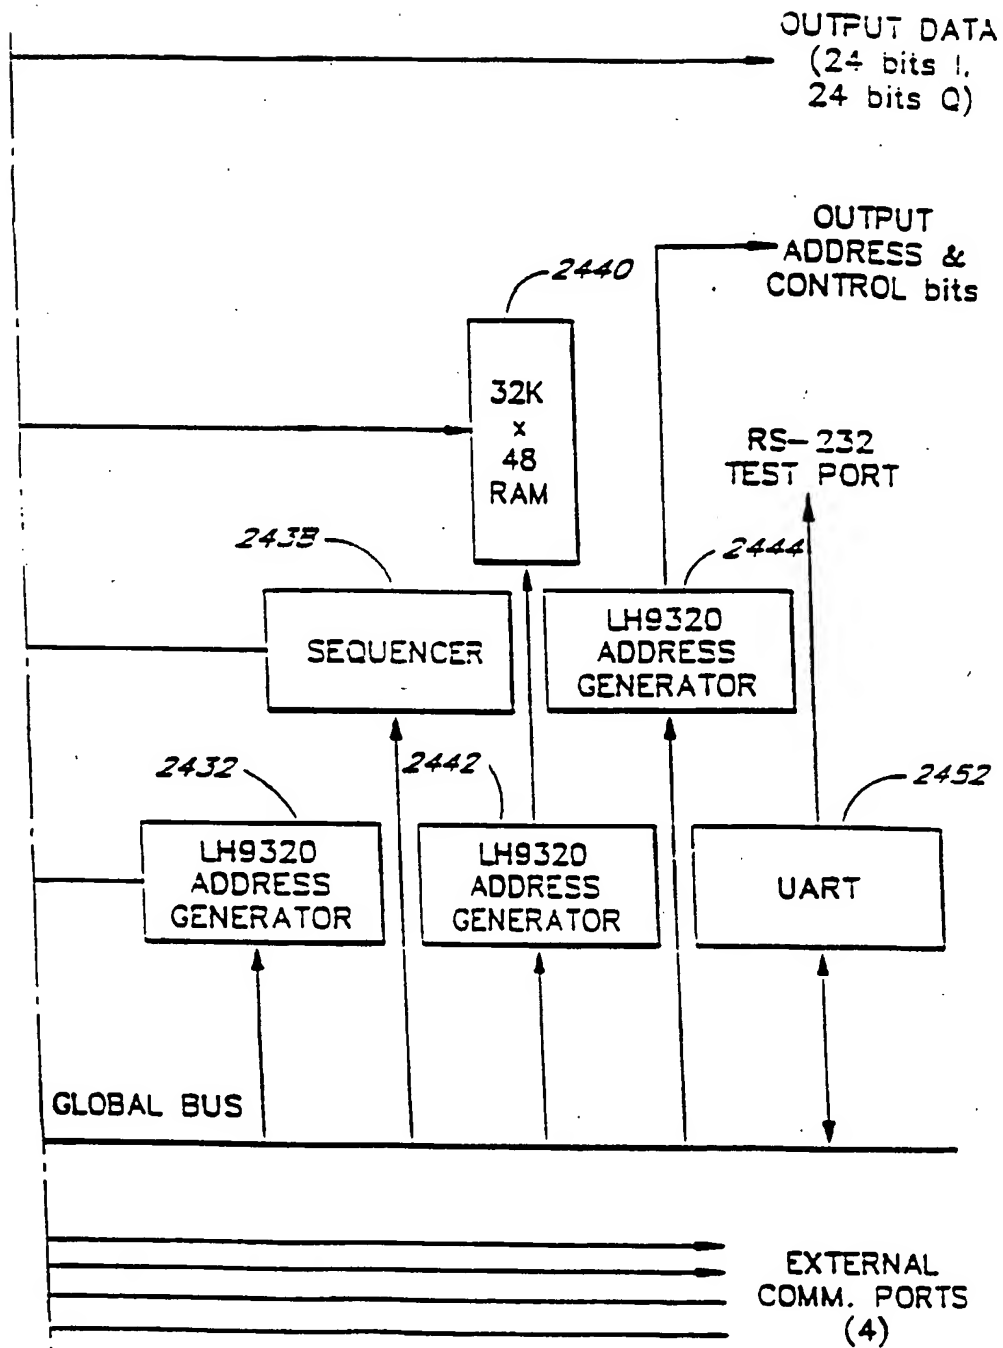 OUTPUT DATA
(24 bits I,
24 bits Q)
OUTPUT
ADDRESS &
CONTROL bits
2440
32K
x
48
RAM
RS-232
TEST PORT
2438
2444
SEQUENCER
LH9320
ADDRESS
GENERATOR
2432
2442
2452
LH9320
ADDRESS
GENERATOR
LH9320
ADDRESS
GENERATOR
UART
GLOBAL BUS
EXTERNAL
COMM. PORTS
(4)